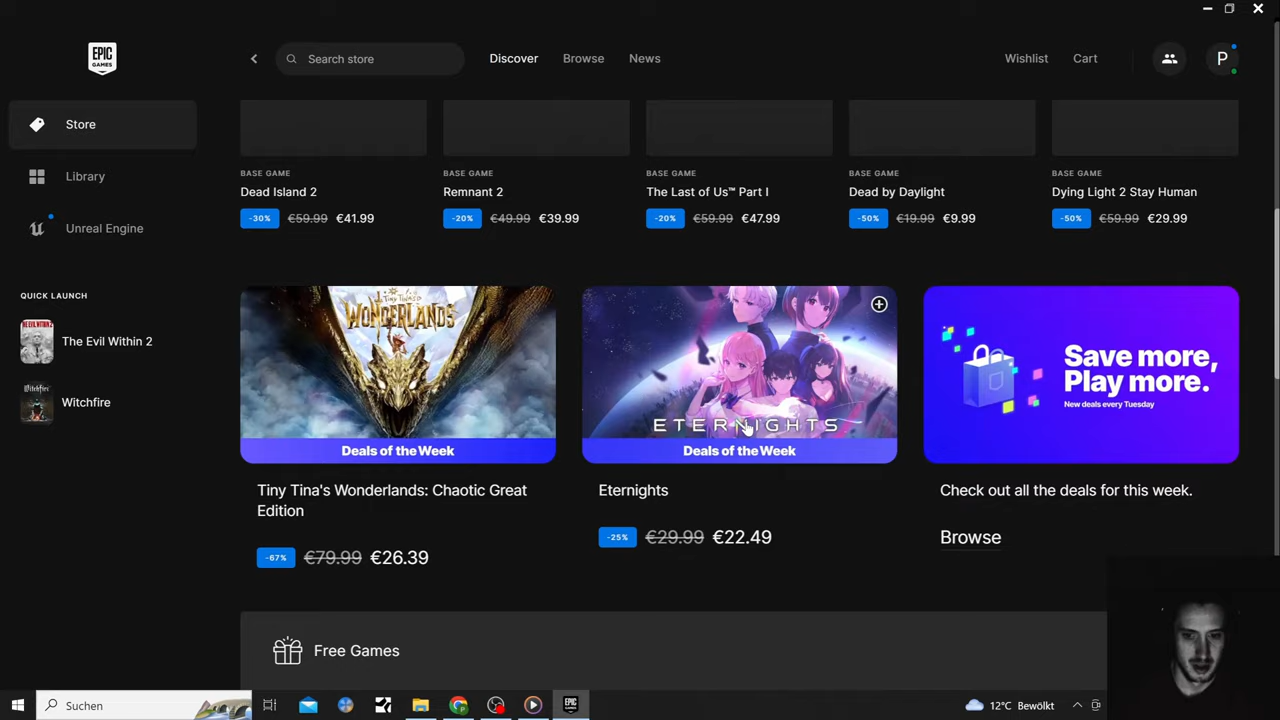 EPIC
GAMES
Search store
Discover
Browse
News
Wishlist
Cart
P
Store
Library
Unreal Engine
QUICK LAUNCH
The Evil Within 2
Witchfire
BASE GAME
Dead Island 2
-30% €59.99 €41.99
BASE GAME
Remnant 2
-20% €49.99 €39.99
BASE GAME
The Last of Us™ Part I
-20% €59.99 €47.99
BASE GAME
Dead by Daylight
-50% €19.99 €9.99
BASE GAME
Dying Light 2 Stay Human
-50% €59.99 €29.99
Tiny Tina's
WONDERLANDS
Deals of the Week
Tiny Tina's Wonderlands: Chaotic Great
Edition
-67% €79.99 €26.39
ETERNIGHTS
Deals of the Week
Eternights
-25% €29.99 €22.49
Save more,
Play more.
New deals every Tuesday
Check out all the deals for this week.
Browse
Free Games
Suchen
12°C Bewölkt